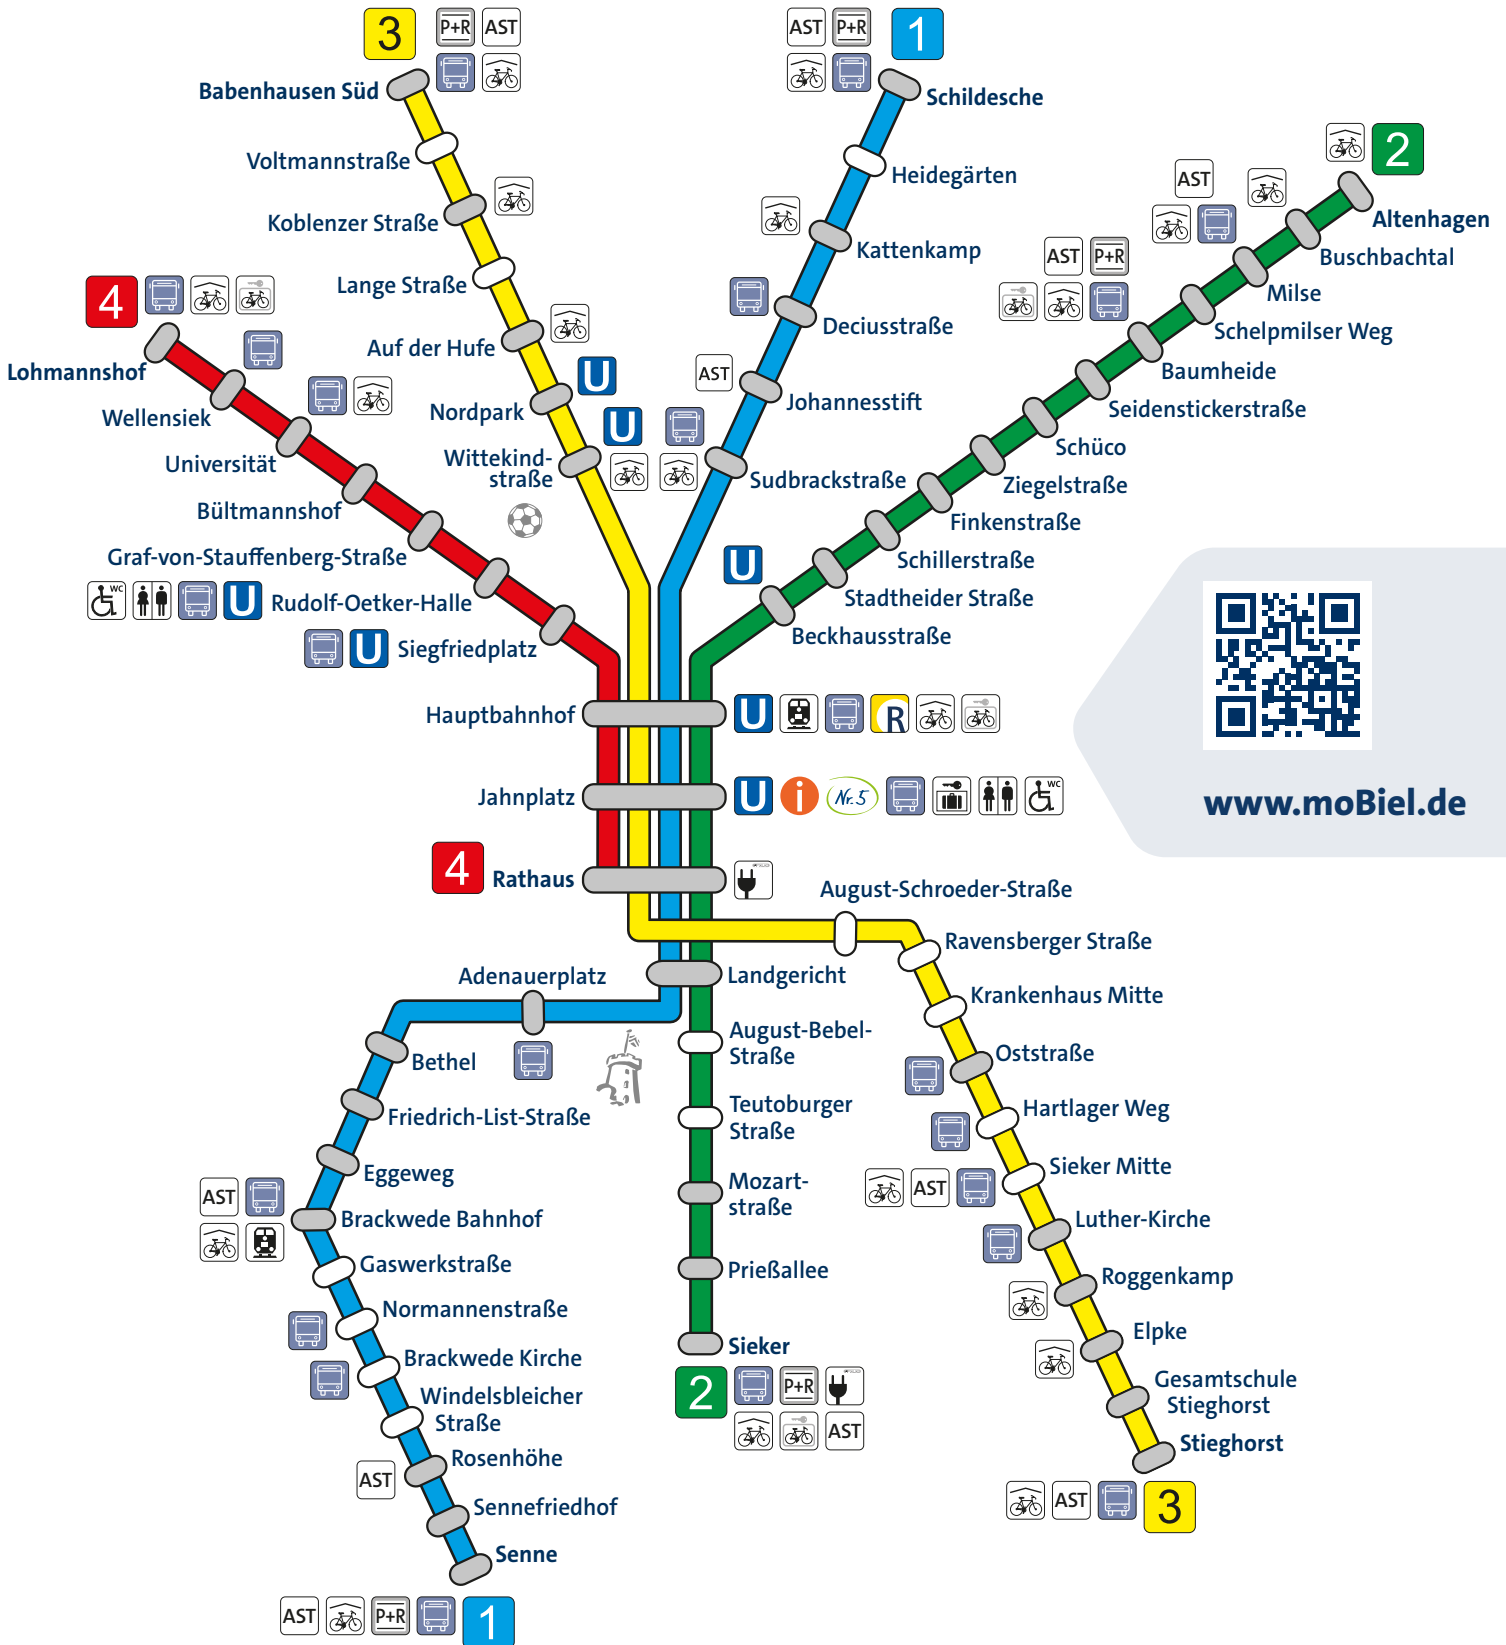 3
P+R
AST
AST
P+R
1
Babenhausen Süd
Schildesche
Voltmannstraße
Heidegärten
2
Koblenzer Straße
AST
Altenhagen
Kattenkamp
Buschbachtal
Lange Straße
AST
P+R
Milse
4
Deciusstraße
Schelpmilser Weg
Auf der Hufe
Lohmannshof
Baumheide
U
AST
Wellensiek
Nordpark
Johannesstift
Seidenstickerstraße
U
Schüco
Universität
Wittekind-
straße
Sudbrackstraße
Ziegelstraße
Bültmannshof
Finkenstraße
Graf-von-Stauffenberg-Straße
U
Schillerstraße
WC
U
Rudolf-Oetker-Halle
Stadtheider Straße
U
Siegfriedplatz
Beckhausstraße
Hauptbahnhof
U
R
Jahnplatz
U
i
Nr. 5
WC
www.moBiel.de
4
Rathaus
August-Schroeder-Straße
Ravensberger Straße
Adenauerplatz
Landgericht
Krankenhaus Mitte
August-Bebel-
Straße
Bethel
Oststraße
Friedrich-List-Straße
Teutoburger
Straße
Hartlager Weg
Eggeweg
Mozart-
straße
Sieker Mitte
AST
AST
Brackwede Bahnhof
Luther-Kirche
Gaswerkstraße
Prießallee
Roggenkamp
Normannenstraße
Sieker
Elpke
Brackwede Kirche
2
P+R
Gesamtschule
Stieghorst
Windelsbleicher
Straße
AST
Stieghorst
Rosenhöhe
AST
AST
3
Sennefriedhof
Senne
AST
P+R
1